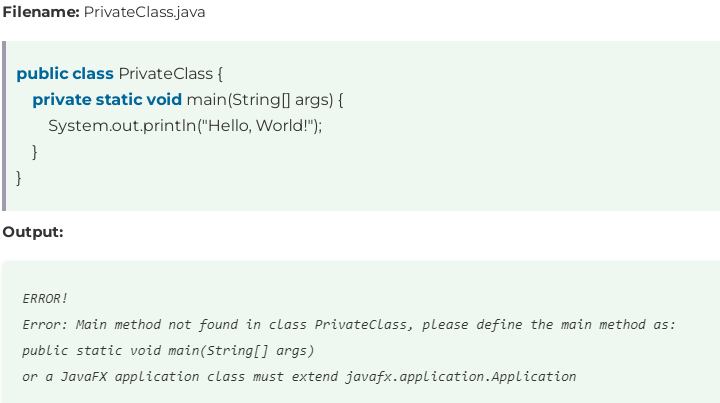 Filename: PrivateClass.java
public class PrivateClass {
    private static void main(String[] args) {
        System.out.println("Hello, World!");
    }
}
Output:
ERROR!
Error: Main method not found in class PrivateClass, please define the main method as:
public static void main(String[] args)
or a JavaFX application class must extend javafx.application.Application